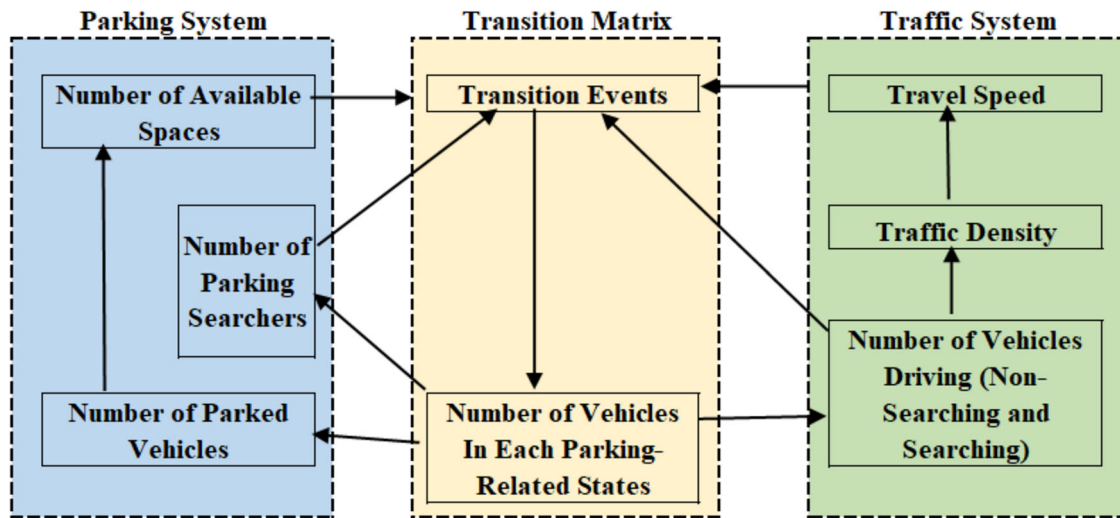 Parking System
Transition Matrix
Traffic System
Number of Available
Spaces
Transition Events
Travel Speed
Number of
Parking
Searchers
Traffic Density
Number of Parked
Vehicles
Number of Vehicles
In Each Parking-
Related States
Number of Vehicles
Driving (Non-
Searching and
Searching)